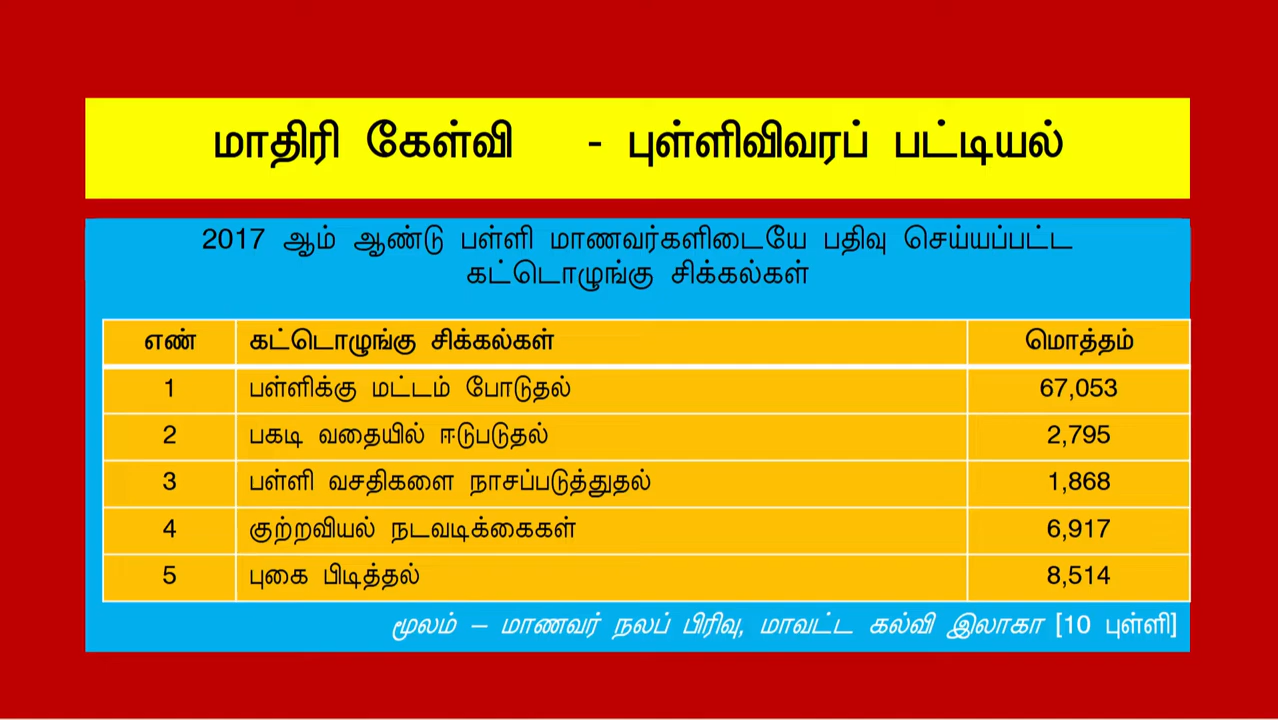 மாதிரி கேள்வி - புள்ளிவிவரப் பட்டியல்
2017 ஆம் ஆண்டு பள்ளி மாணவர்களிடையே பதிவு செய்யப்பட்ட
கட்டொழுங்கு சிக்கல்கள்
எண் கட்டொழுங்கு சிக்கல்கள் மொத்தம்
1 பள்ளிக்கு மட்டம் போடுதல் 67,053
2 பகடி வதையில் ஈடுபடுதல் 2,795
3 பள்ளி வசதிகளை நாசப்படுத்துதல் 1,868
4 குற்றவியல் நடவடிக்கைகள் 6,917
5 புகை பிடித்தல் 8,514
மூலம் – மாணவர் நலப் பிரிவு, மாவட்ட கல்வி இலாகா [10 புள்ளி]